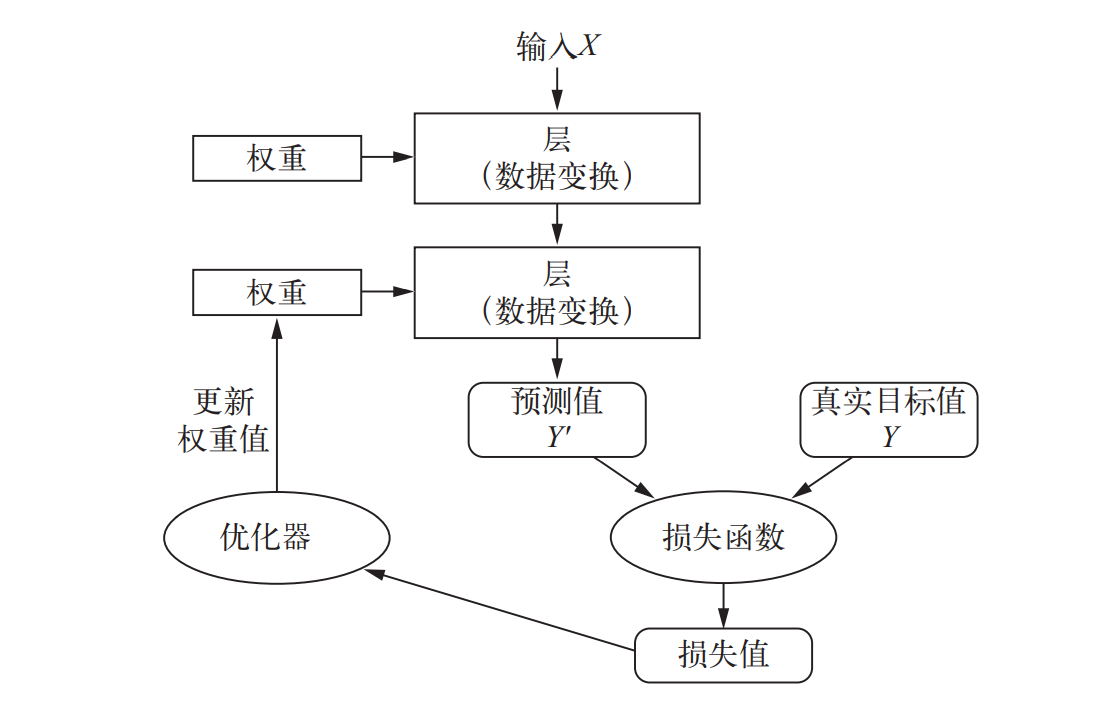 输入X
权重
层
（数据变换）
权重
层
（数据变换）
更新
权重值
预测值
Y′
真实目标值
Y
优化器
损失函数
损失值